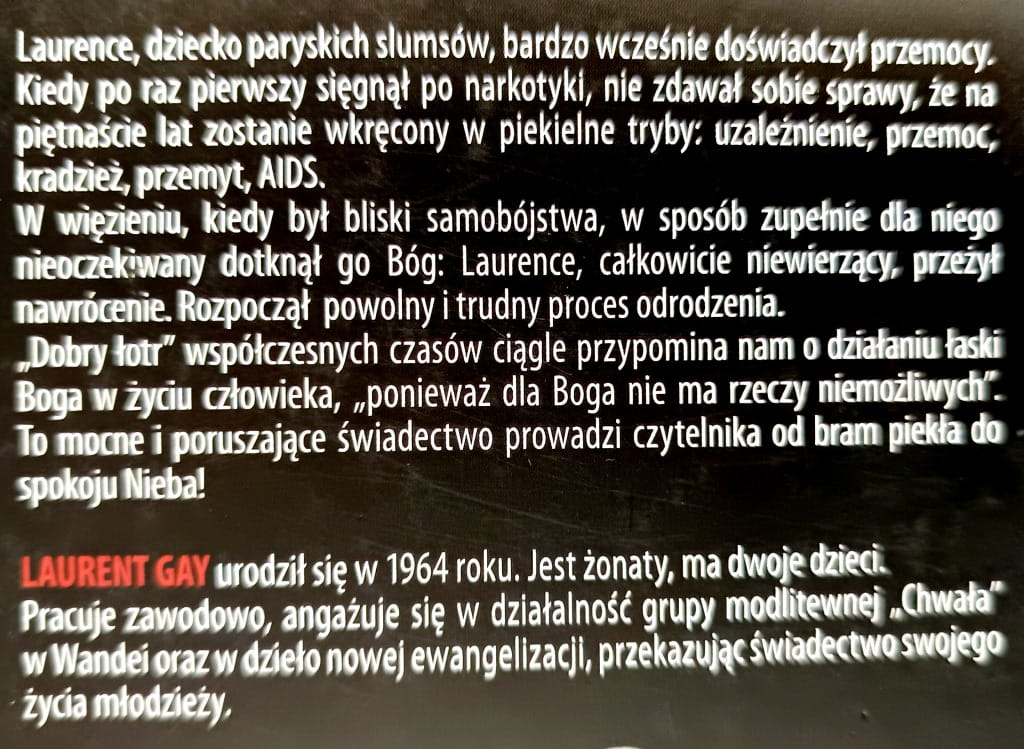 Laurence, dziecko paryskich slumsów, bardzo wcześnie doświadczył przemocy.
Kiedy po raz pierwszy sięgnął po narkotyki, nie zdawał sobie sprawy, że na
piętnaście lat zostanie wkręcony w piekielne tryby: uzależnienie, przemoc,
kradzież, przemyt, AIDS.
W więzieniu, kiedy był bliski samobójstwa, w sposób zupełnie dla niego
nieoczekiwany dotknął go Bóg: Laurence, całkowicie niewierzący, przeżył
nawrócenie. Rozpoczął powolny i trudny proces odrodzenia.
„Dobry łotr” współczesnych czasów ciągle przypomina nam o działaniu łaski
Boga w życiu człowieka, „ponieważ dla Boga nie ma rzeczy niemożliwych”.
To mocne i poruszające świadectwo prowadzi czytelnika od bram piekła do
spokoju Nieba!
LAURENT GAY urodził się w 1964 roku. Jest żonaty, ma dwoje dzieci.
Pracuje zawodowo, angażuje się w działalność grupy modlitewnej „Chwała”
w Wandei oraz w dzieło nowej ewangelizacji, przekazując świadectwo swojego
życia młodzieży.